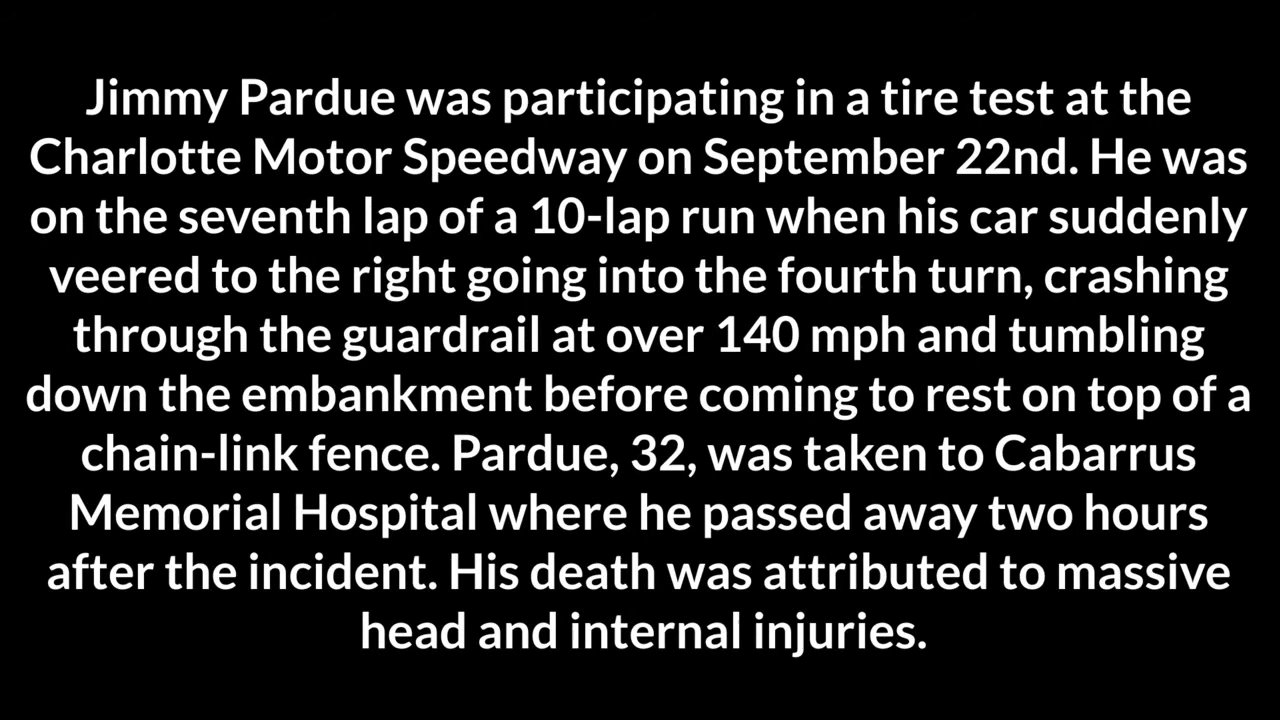 Jimmy Pardue was participating in a tire test at the
Charlotte Motor Speedway on September 22nd. He was
on the seventh lap of a 10-lap run when his car suddenly
veered to the right going into the fourth turn, crashing
through the guardrail at over 140 mph and tumbling
down the embankment before coming to rest on top of a
chain-link fence. Pardue, 32, was taken to Cabarrus
Memorial Hospital where he passed away two hours
after the incident. His death was attributed to massive
head and internal injuries.